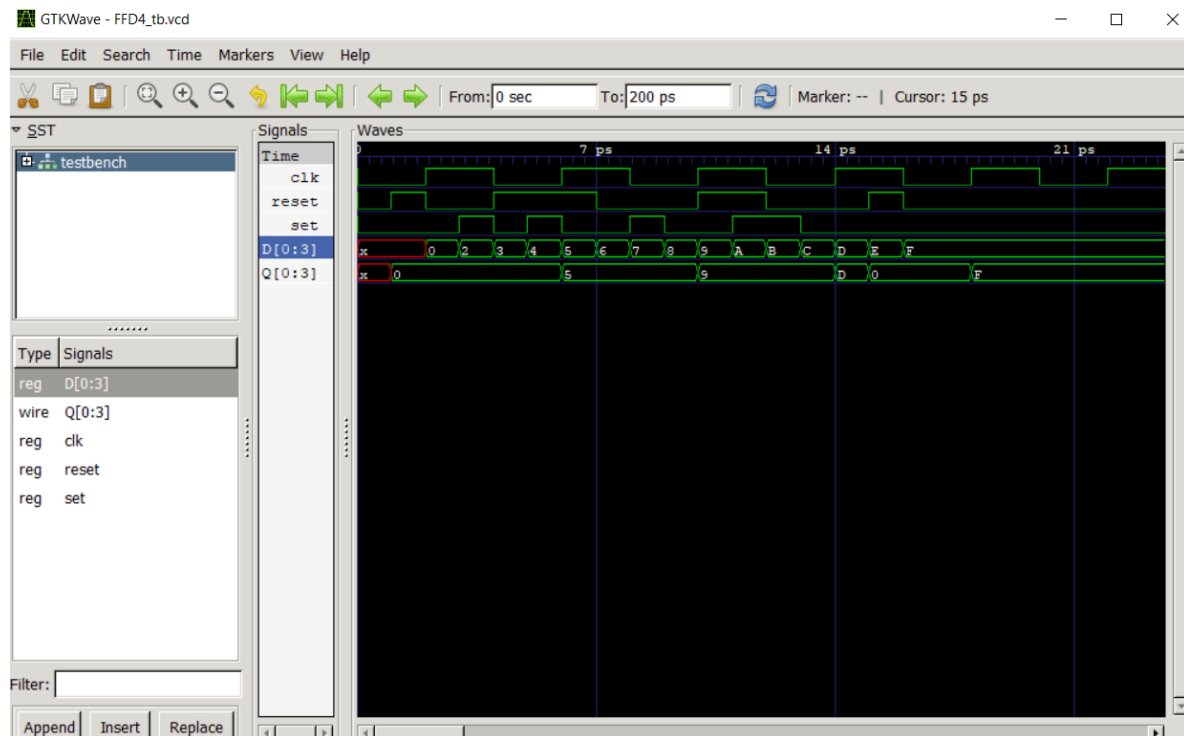 GTKWave - FFD4_tb.vcd
File Edit Search Time Markers View Help
From: 0 sec To: 200 ps Marker: -- | Cursor: 15 ps
SST
testbench
Type Signals
reg D[0:3]
wire Q[0:3]
reg clk
reg reset
reg set
Filter:
Append Insert Replace
Signals
Time
clk
reset
set
D[0:3]
Q[0:3]
Waves
0 7 ps 14 ps 21 ps
x 0 2 3 4 5 6 7 8 9 A B C D E F
x 0 5 9 D 0 F